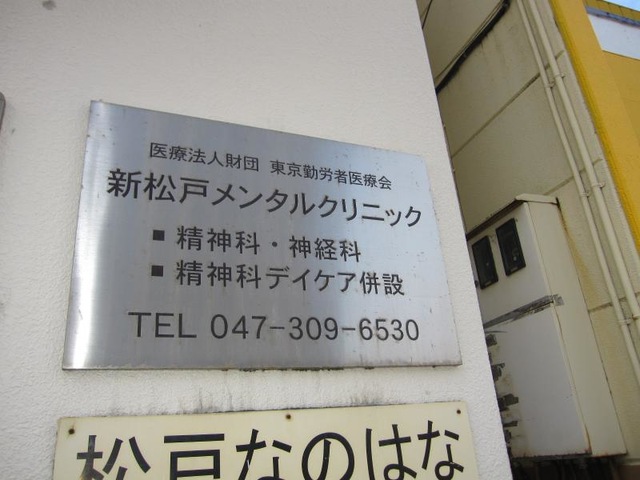 医療法人財団 東京勤労者医療会
新松戸メンタルクリニック
■ 精神科・神経科
■ 精神科デイケア併設
TEL 047-309-6530
松戸なのはな